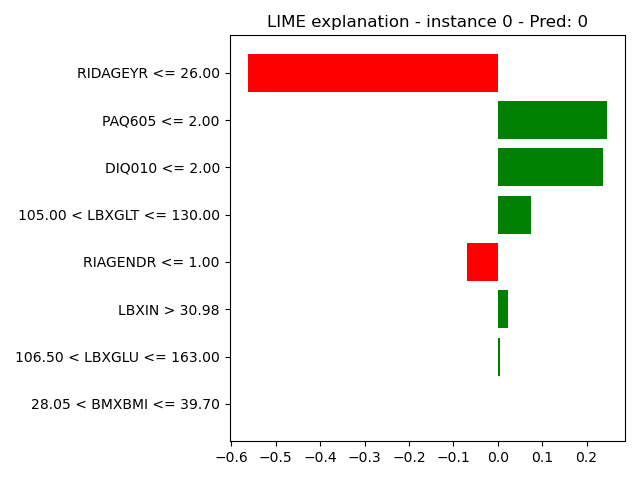 LIME explanation - instance 0 - Pred: 0
RIDAGEYR <= 26.00
PAQ605 <= 2.00
DIQ010 <= 2.00
105.00 < LBXGLT <= 130.00
RIAGENDR <= 1.00
LBXIN > 30.98
106.50 < LBXGLU <= 163.00
28.05 < BMXBMI <= 39.70
−0.6 −0.5 −0.4 −0.3 −0.2 −0.1 0.0 0.1 0.2